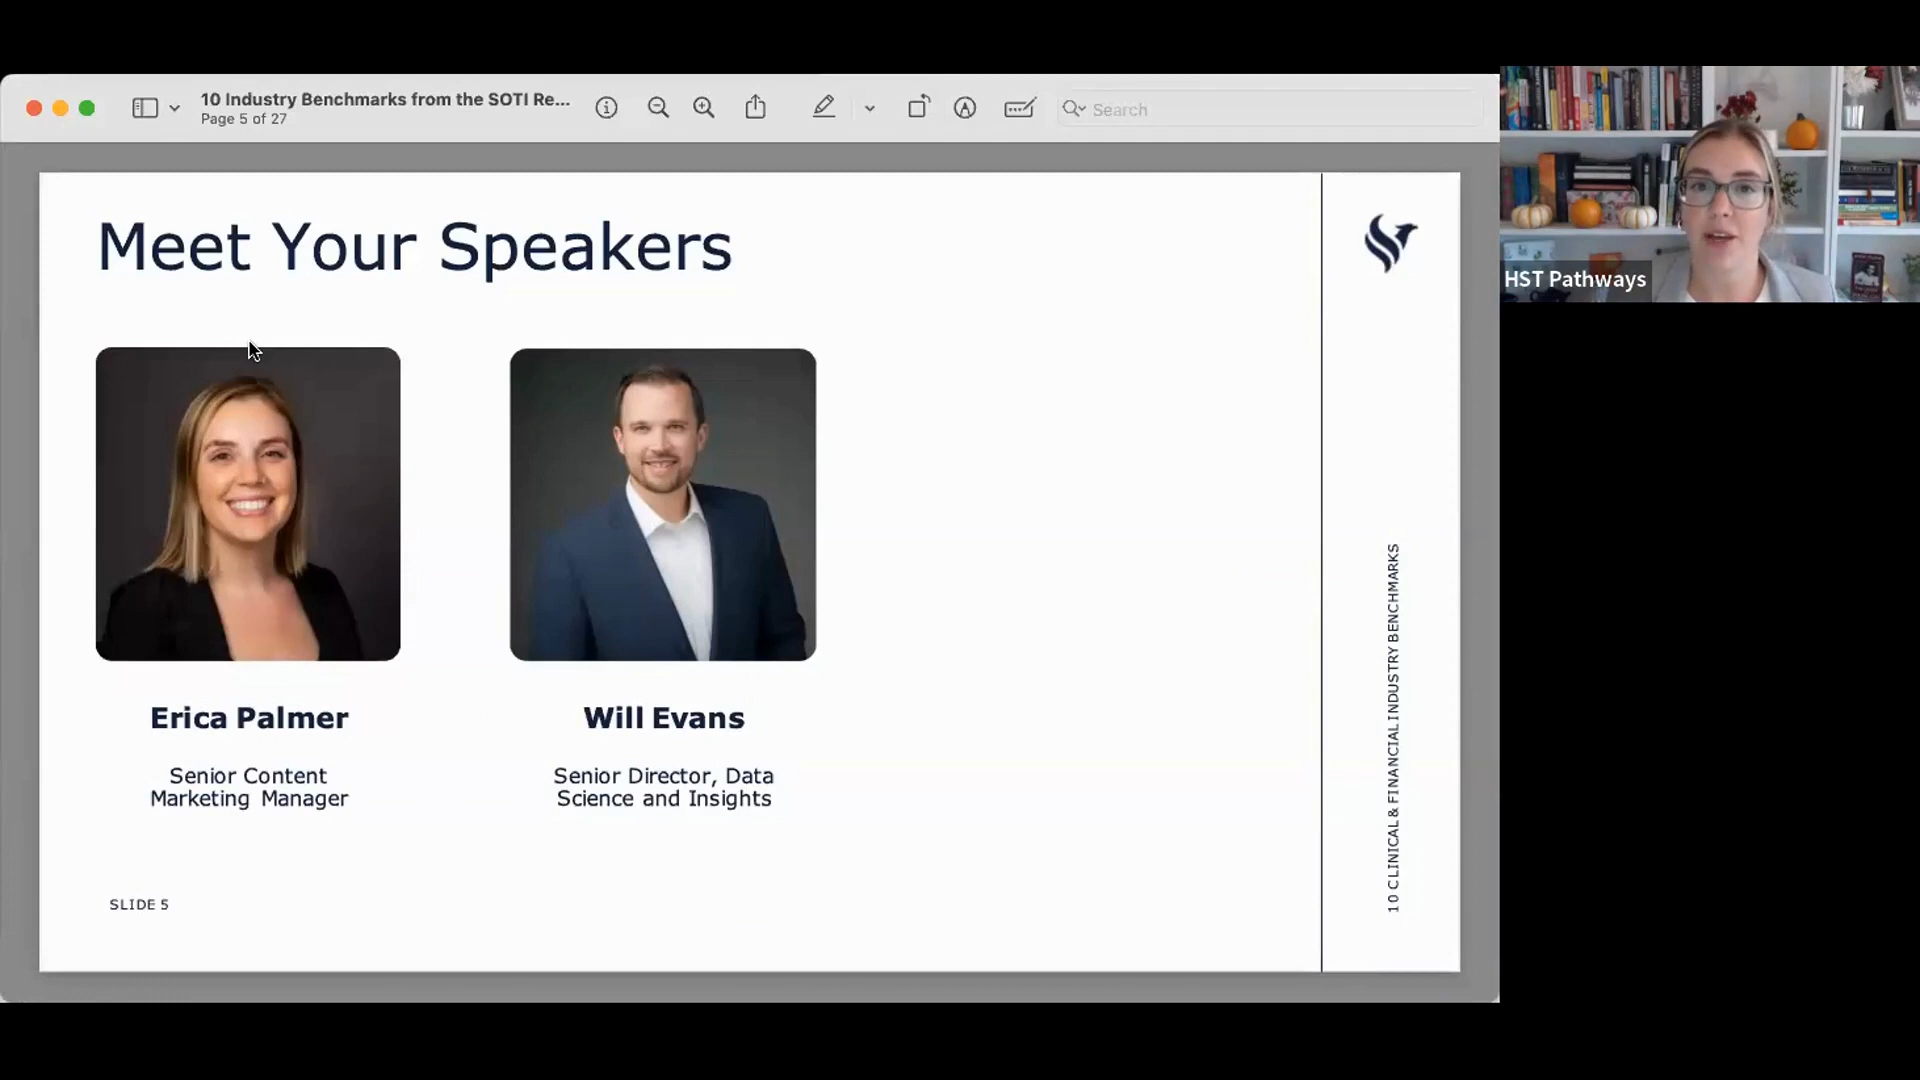 10 Industry Benchmarks from the SOTI Re...
Page 5 of 27
Search
Meet Your Speakers
HST Pathways
Erica Palmer
Senior Content
Marketing Manager
Will Evans
Senior Director, Data
Science and Insights
SLIDE 5
10 CLINICAL & FINANCIAL INDUSTRY BENCHMARKS